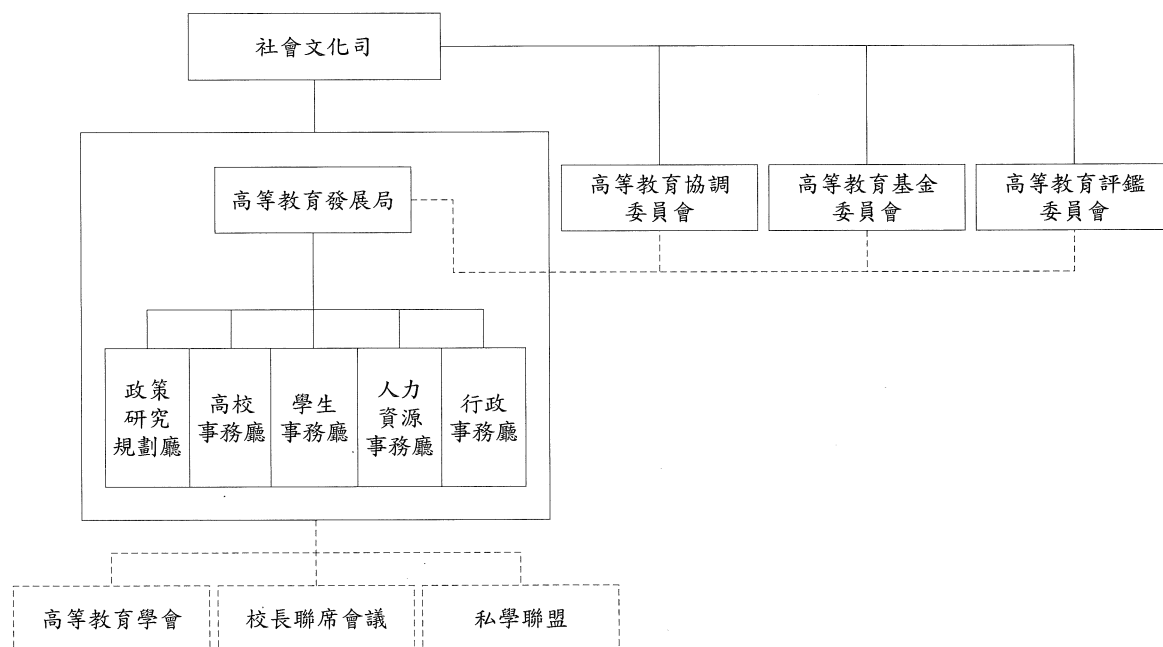 社會文化司
高等教育發展局
高等教育協調
委員會
高等教育基金
委員會
高等教育評鑑
委員會
政策
研究
規劃廳
高校
事務廳
學生
事務廳
人力
資源
事務廳
行政
事務廳
高等教育學會
校長聯席會議
私學聯盟